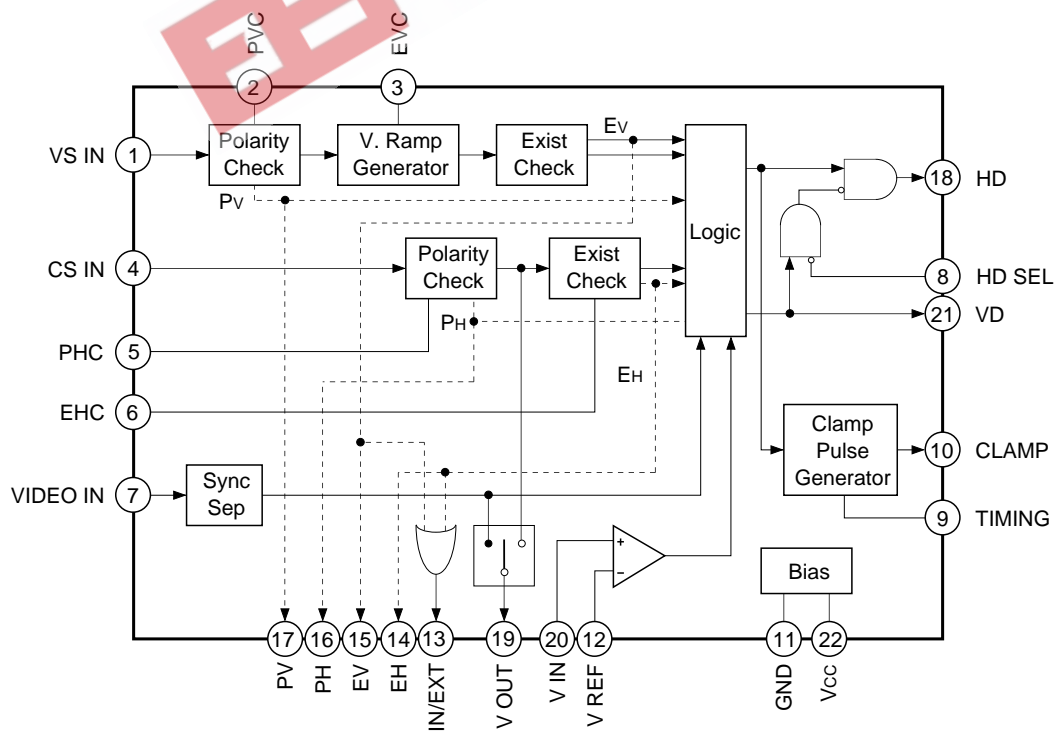 PVC
EVC
2
3
VS IN
1
Polarity
Check
V. Ramp
Generator
Exist
Check
EV
PV
Logic
18
HD
CS IN
4
Polarity
Check
Exist
Check
8
HD SEL
21
VD
PH
PHC
5
EH
EHC
6
Clamp
Pulse
Generator
10
CLAMP
VIDEO IN
7
Sync
Sep
9
TIMING
+
−
Bias
17
16
15
14
13
19
20
12
11
22
PV
PH
EV
EH
IN/EXT
V OUT
V IN
V REF
GND
VCC